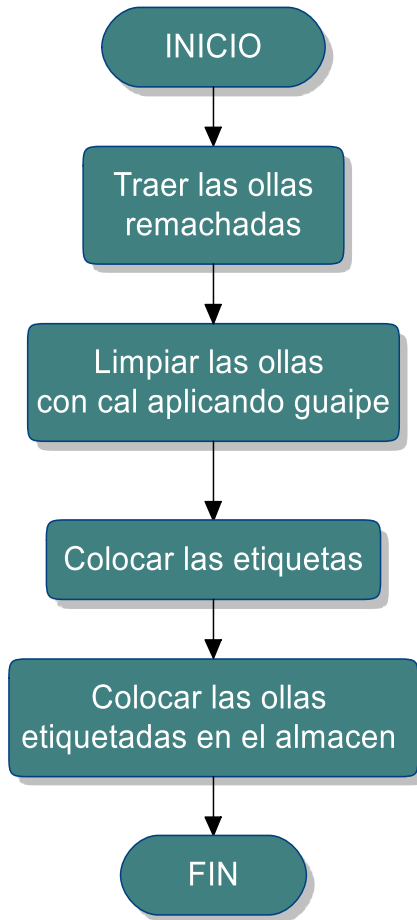 INICIO
Traer las ollas
remachadas
Limpiar las ollas
con cal aplicando guaipe
Colocar las etiquetas
Colocar las ollas
etiquetadas en el almacen
FIN